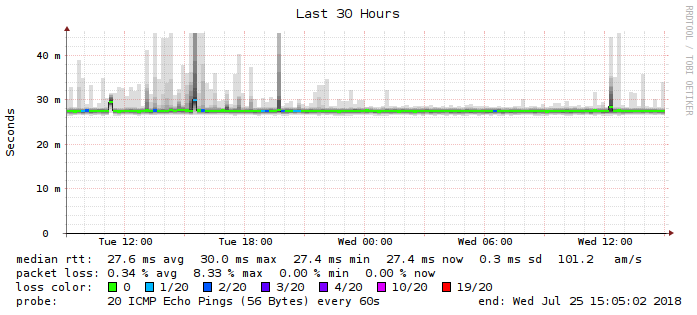 Last 30 Hours
RRDTOOL / TOBI OETIKER
Seconds
40 m
30 m
20 m
10 m
0
Tue 12:00 Tue 18:00 Wed 00:00 Wed 06:00 Wed 12:00
median rtt: 27.6 ms avg 30.0 ms max 27.4 ms min 27.4 ms now 0.3 ms sd 101.2 am/s
packet loss: 0.34 % avg 8.33 % max 0.00 % min 0.00 % now
loss color: 0 1/20 2/20 3/20 4/20 10/20 19/20
probe: 20 ICMP Echo Pings (56 Bytes) every 60s end: Wed Jul 25 15:05:02 2018